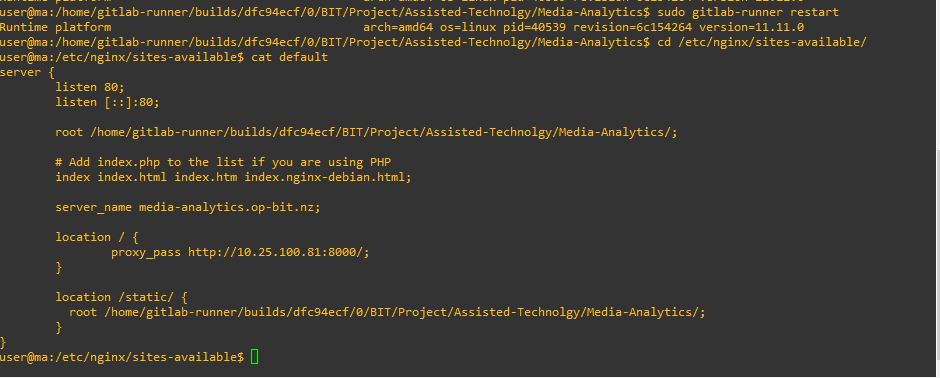 user@ma:/home/gitlab-runner/builds/dfc94ecf/0/BIT/Project/Assisted-Technolgy/Media-Analytics$ sudo gitlab-runner restart
Runtime platform                                    arch=amd64 os=linux pid=40539 revision=6c154264 version=11.11.0
user@ma:/home/gitlab-runner/builds/dfc94ecf/0/BIT/Project/Assisted-Technolgy/Media-Analytics$ cd /etc/nginx/sites-available/
user@ma:/etc/nginx/sites-available$ cat default
server {
        listen 80;
        listen [::]:80;

        root /home/gitlab-runner/builds/dfc94ecf/0/BIT/Project/Assisted-Technolgy/Media-Analytics/;

        # Add index.php to the list if you are using PHP
        index index.html index.htm index.nginx-debian.html;

        server_name media-analytics.op-bit.nz;

        location / {
                proxy_pass http://10.25.100.81:8000/;
        }

        location /static/ {
          root /home/gitlab-runner/builds/dfc94ecf/0/BIT/Project/Assisted-Technolgy/Media-Analytics/;
        }
}
user@ma:/etc/nginx/sites-available$